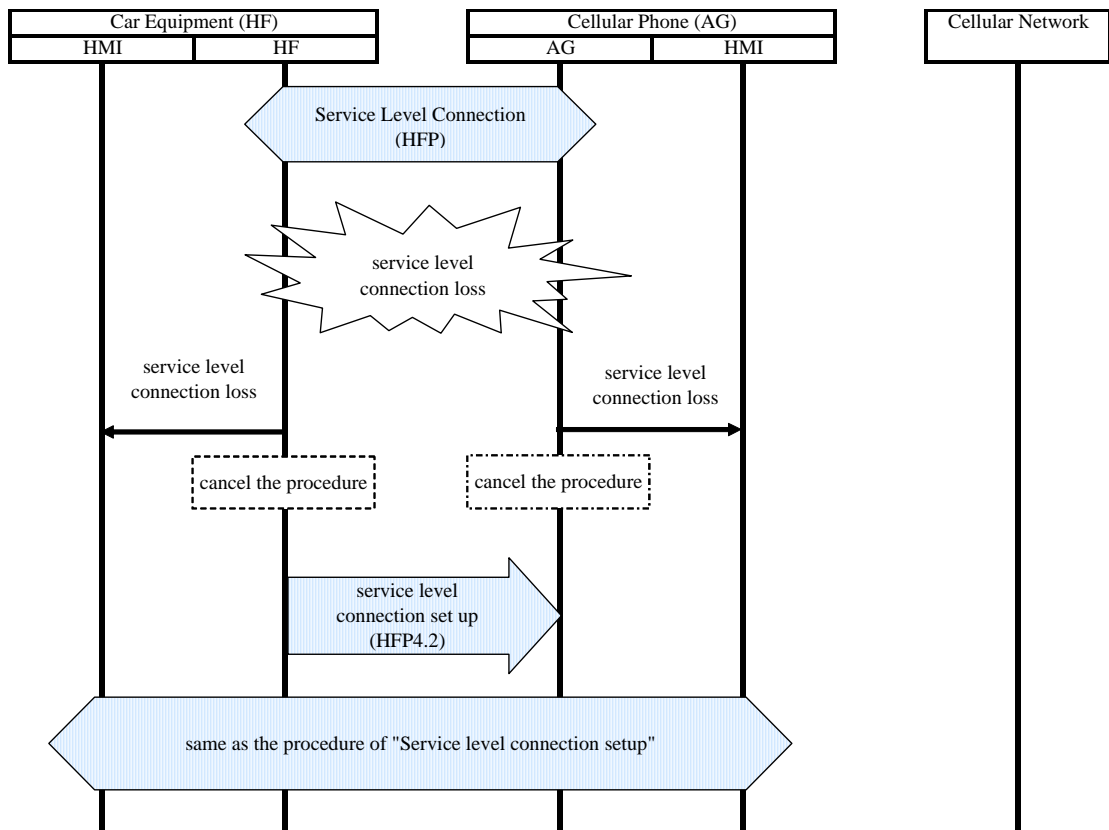 Car Equipment (HF)
Cellular Phone (AG)
Cellular Network
HMI
HF
AG
HMI
Service Level Connection
(HFP)
service level
connection loss
service level
connection loss
service level
connection loss
cancel the procedure
cancel the procedure
service level
connection set up
(HFP4.2)
same as the procedure of "Service level connection setup"